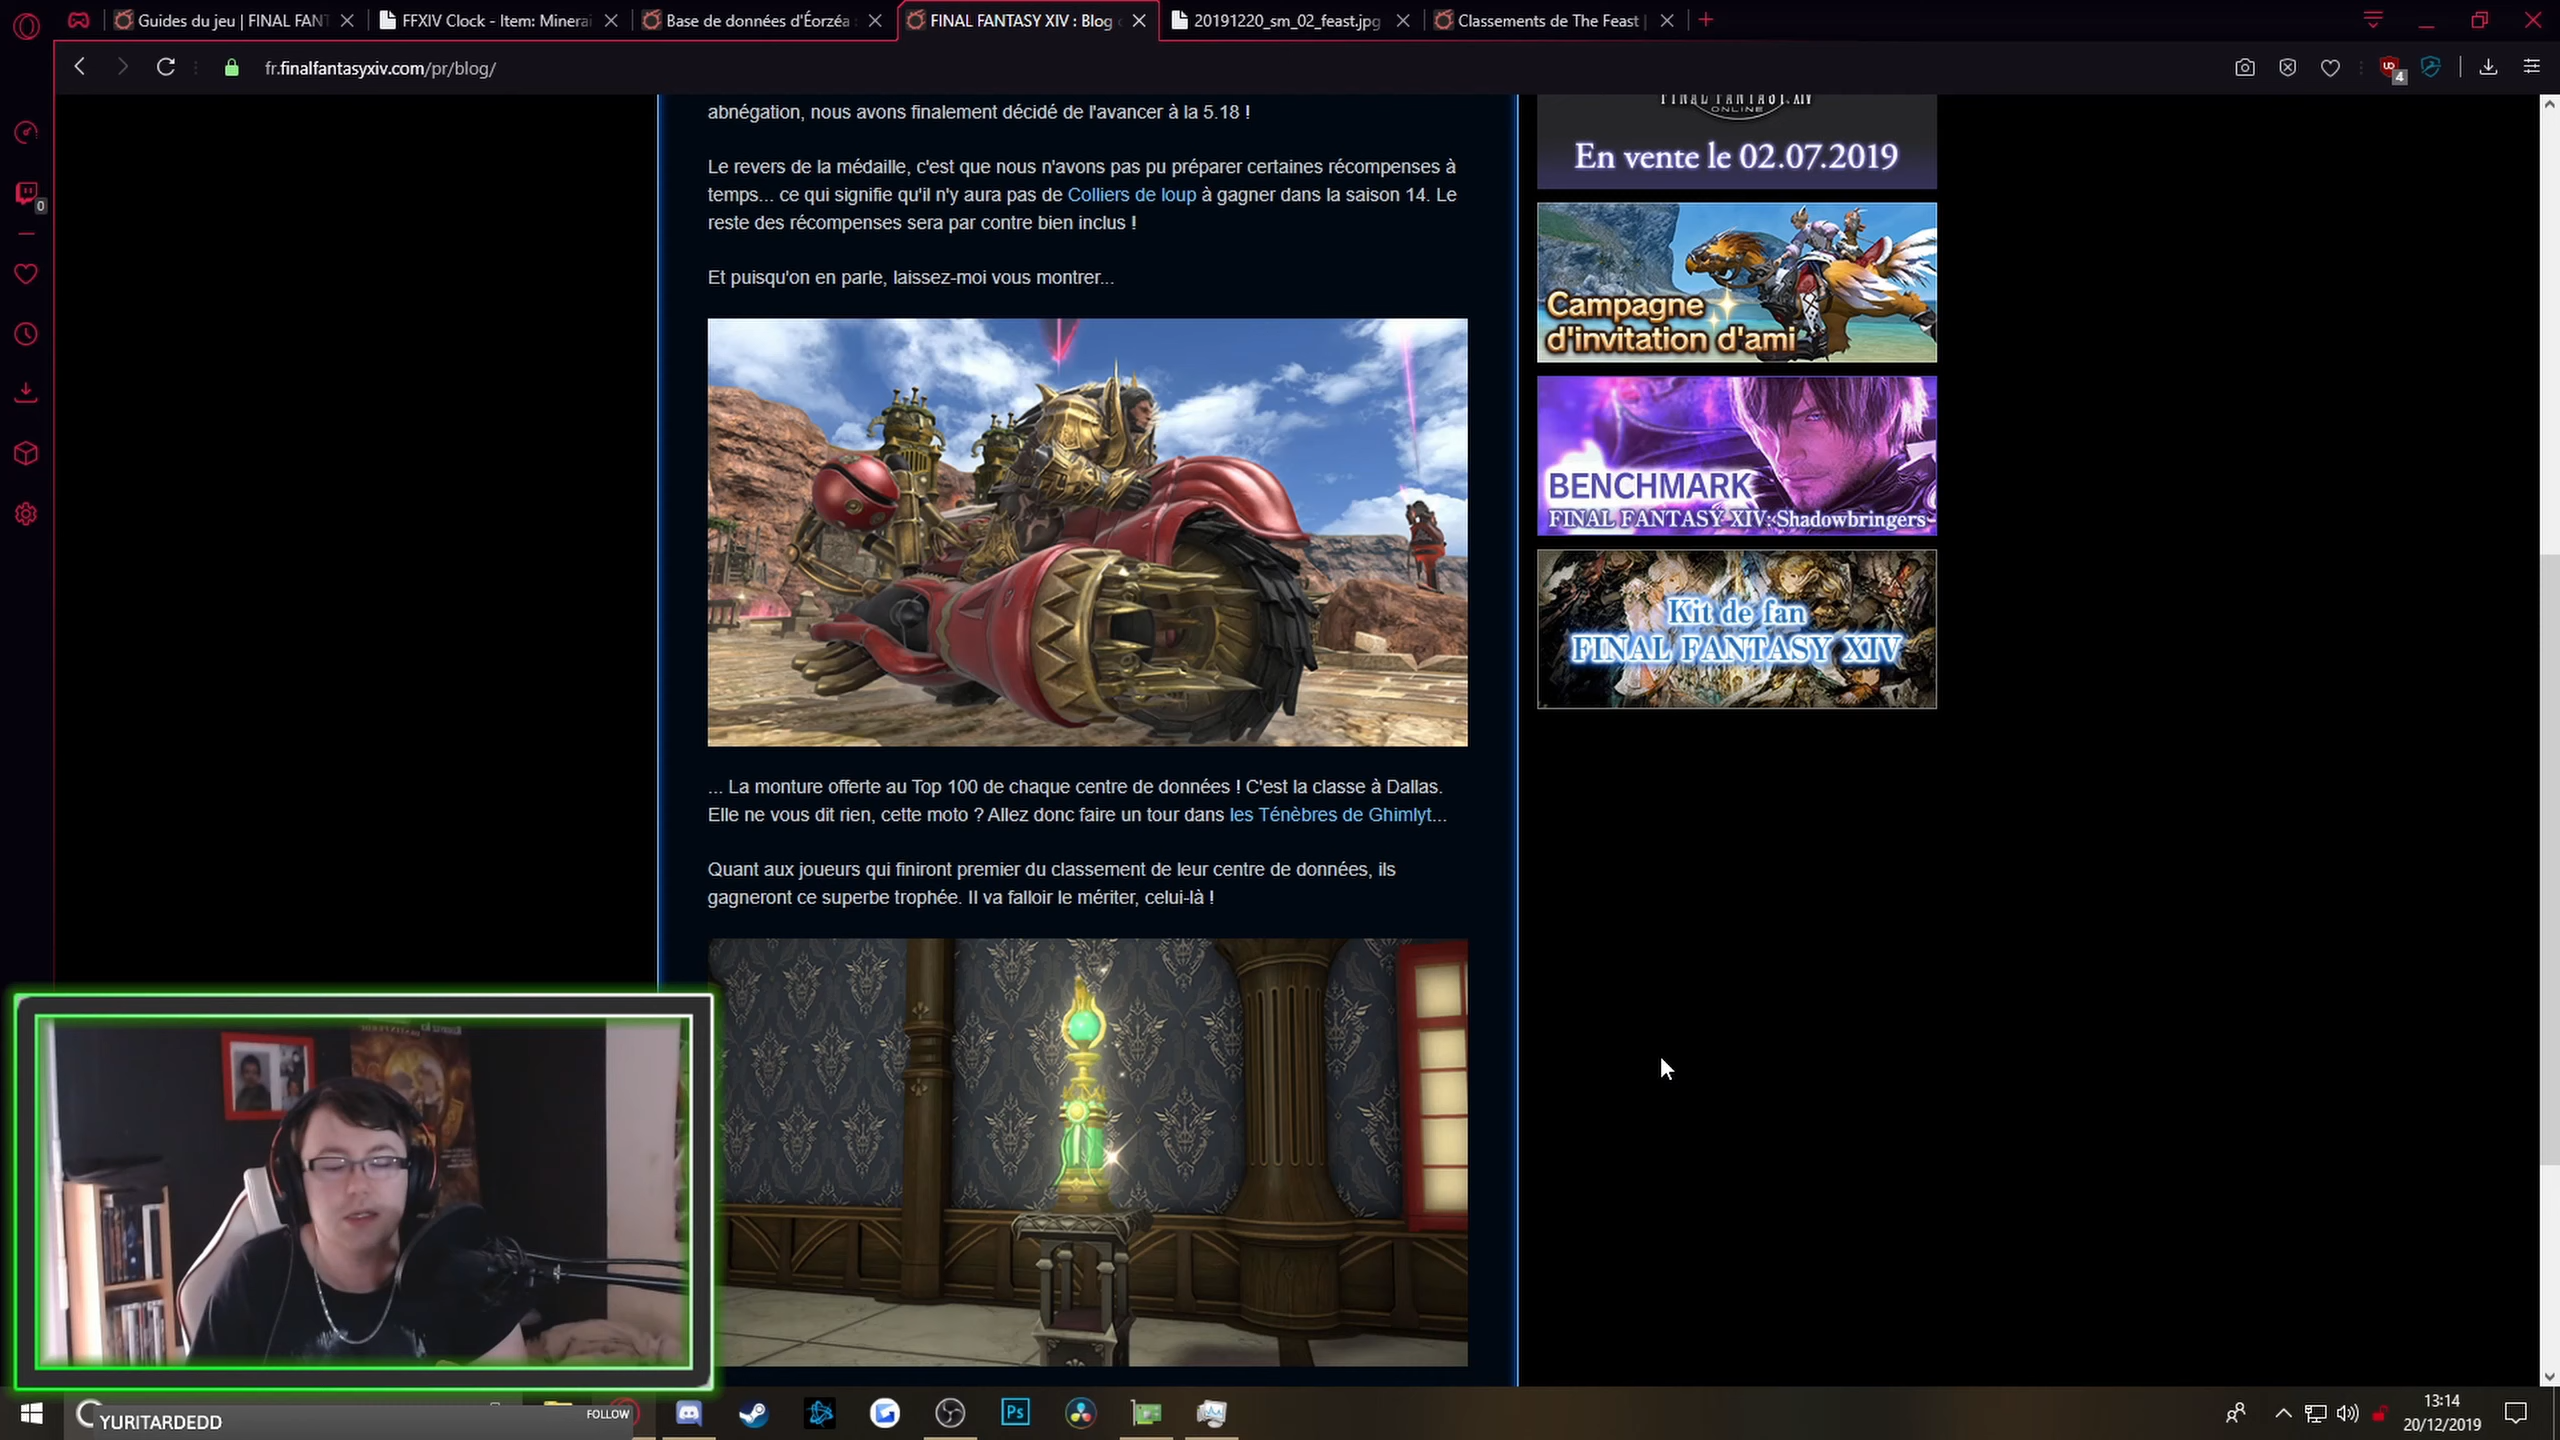 Guides du jeu | FINAL FANT
FFXIV Clock - Item: Minerai
Base de données d'Éorzéa
FINAL FANTASY XIV : Blog
20191220_sm_02_feast.jpg
Classements de The Feast |
fr.finalfantasyxiv.com/pr/blog/
4
0
abnégation, nous avons finalement décidé de l'avancer à la 5.18 !
Le revers de la médaille, c'est que nous n'avons pas pu préparer certaines récompenses à
temps... ce qui signifie qu'il n'y aura pas de Colliers de loup à gagner dans la saison 14. Le
reste des récompenses sera par contre bien inclus !
Et puisqu'on en parle, laissez-moi vous montrer...
... La monture offerte au Top 100 de chaque centre de données ! C'est la classe à Dallas.
Elle ne vous dit rien, cette moto ? Allez donc faire un tour dans les Ténèbres de Ghimlyt...
Quant aux joueurs qui finiront premier du classement de leur centre de données, ils
gagneront ce superbe trophée. Il va falloir le mériter, celui-là !
FINAL FANTASY XIV
ONLINE
En vente le 02.07.2019
Campagne
d'invitation d'ami
BENCHMARK
FINAL FANTASY XIV: Shadowbringers
Kit de fan
FINAL FANTASY XIV
YURITARDEDD
FOLLOW
Ps
13:14
20/12/2019